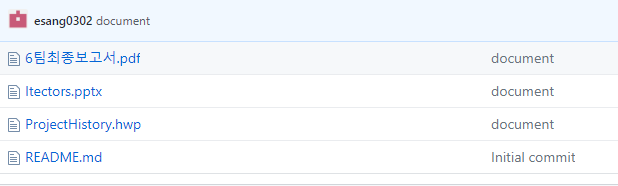 esang0302 document
6팀최종보고서.pdf document
Itectors.pptx document
ProjectHistory.hwp document
README.md Initial commit